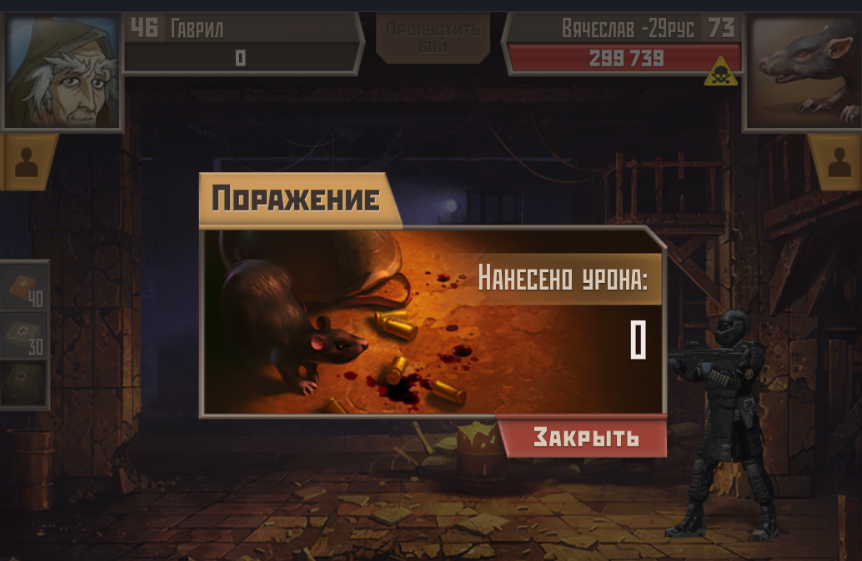 46 Гаврил
0
Пропустить
бой
Вячеслав -29рус 73
299 739
Поражение
Нанесено урона:
0
40
30
Закрыть